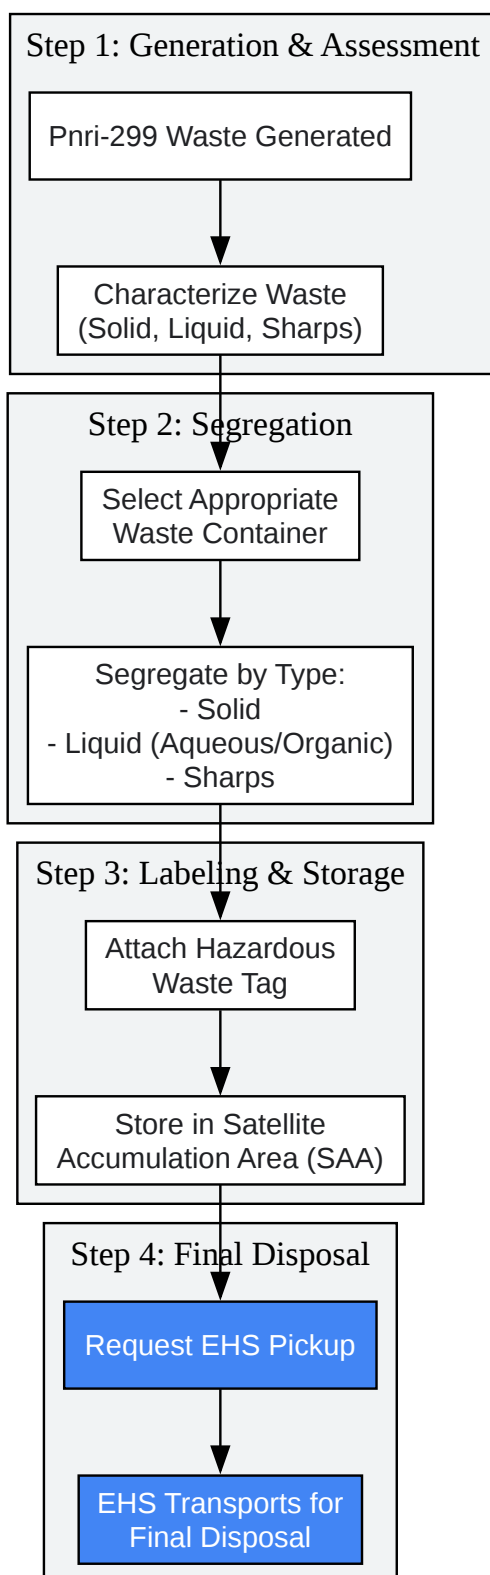 Step 1: Generation & Assessment
Pnri-299 Waste Generated
Characterize Waste
(Solid, Liquid, Sharps)
Step 2: Segregation
Select Appropriate
Waste Container
Segregate by Type:
- Solid
- Liquid (Aqueous/Organic)
- Sharps
Step 3: Labeling & Storage
Attach Hazardous
Waste Tag
Store in Satellite
Accumulation Area (SAA)
Step 4: Final Disposal
Request EHS Pickup
EHS Transports for
Final Disposal